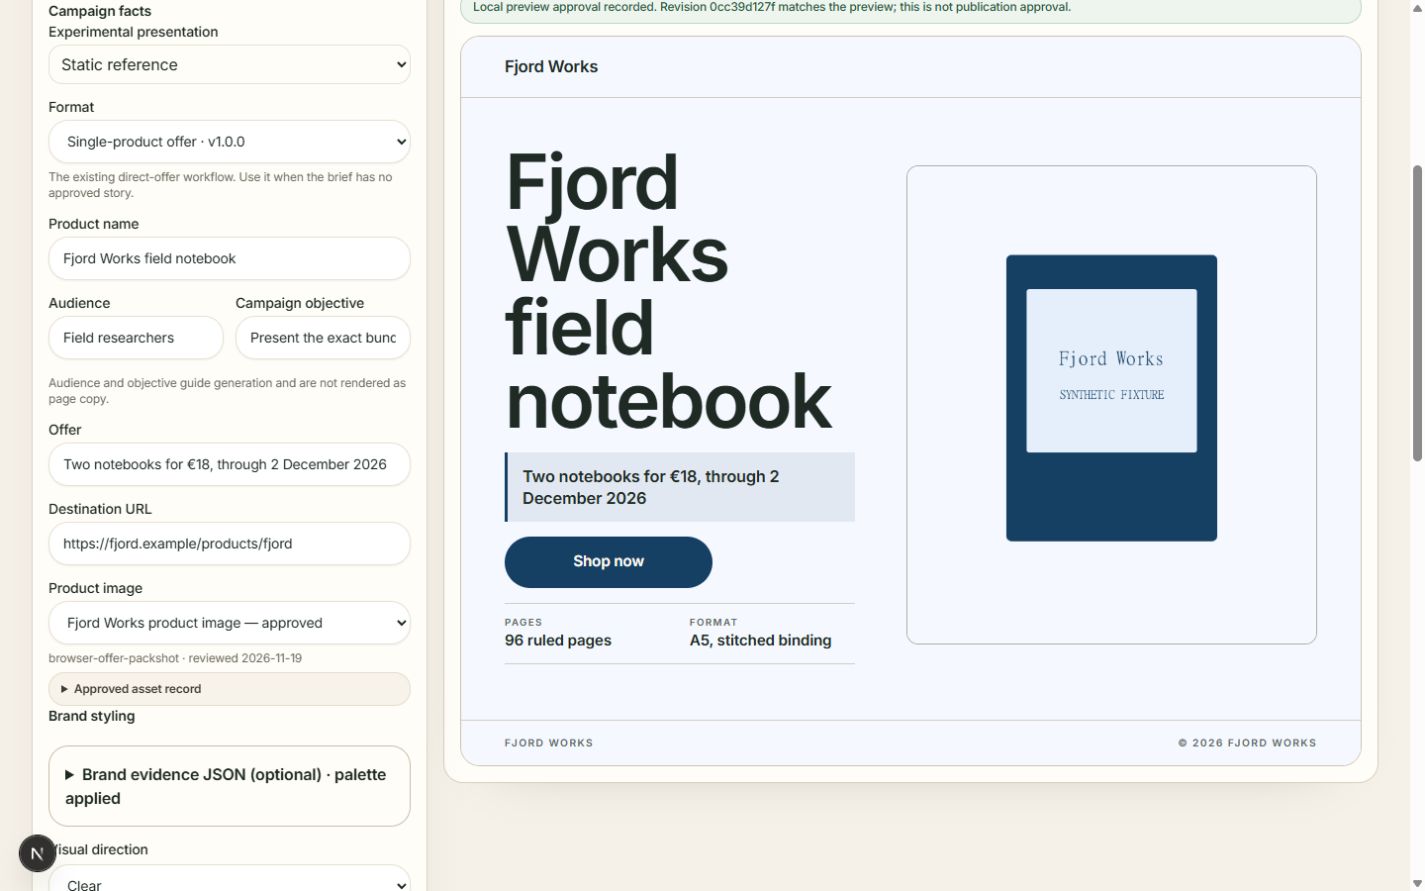 Campaign facts
Experimental presentation
Static reference
Format
Single-product offer · v1.0.0
The existing direct-offer workflow. Use it when the brief has no
approved story.
Product name
Fjord Works field notebook
Audience
Campaign objective
Field researchers
Present the exact bund
Audience and objective guide generation and are not rendered as
page copy.
Offer
Two notebooks for €18, through 2 December 2026
Destination URL
https://fjord.example/products/fjord
Product image
Fjord Works product image — approved
browser-offer-packshot · reviewed 2026-11-19
Approved asset record
Brand styling
Brand evidence JSON (optional) · palette
applied
Visual direction
Clear
Local preview approval recorded. Revision 0cc39d127f matches the preview; this is not publication approval.
Fjord Works
Fjord
Works
field
notebook
Two notebooks for €18, through 2
December 2026
Shop now
PAGES
96 ruled pages
FORMAT
A5, stitched binding
Fjord Works
SYNTHETIC FIXTURE
FJORD WORKS
© 2026 FJORD WORKS